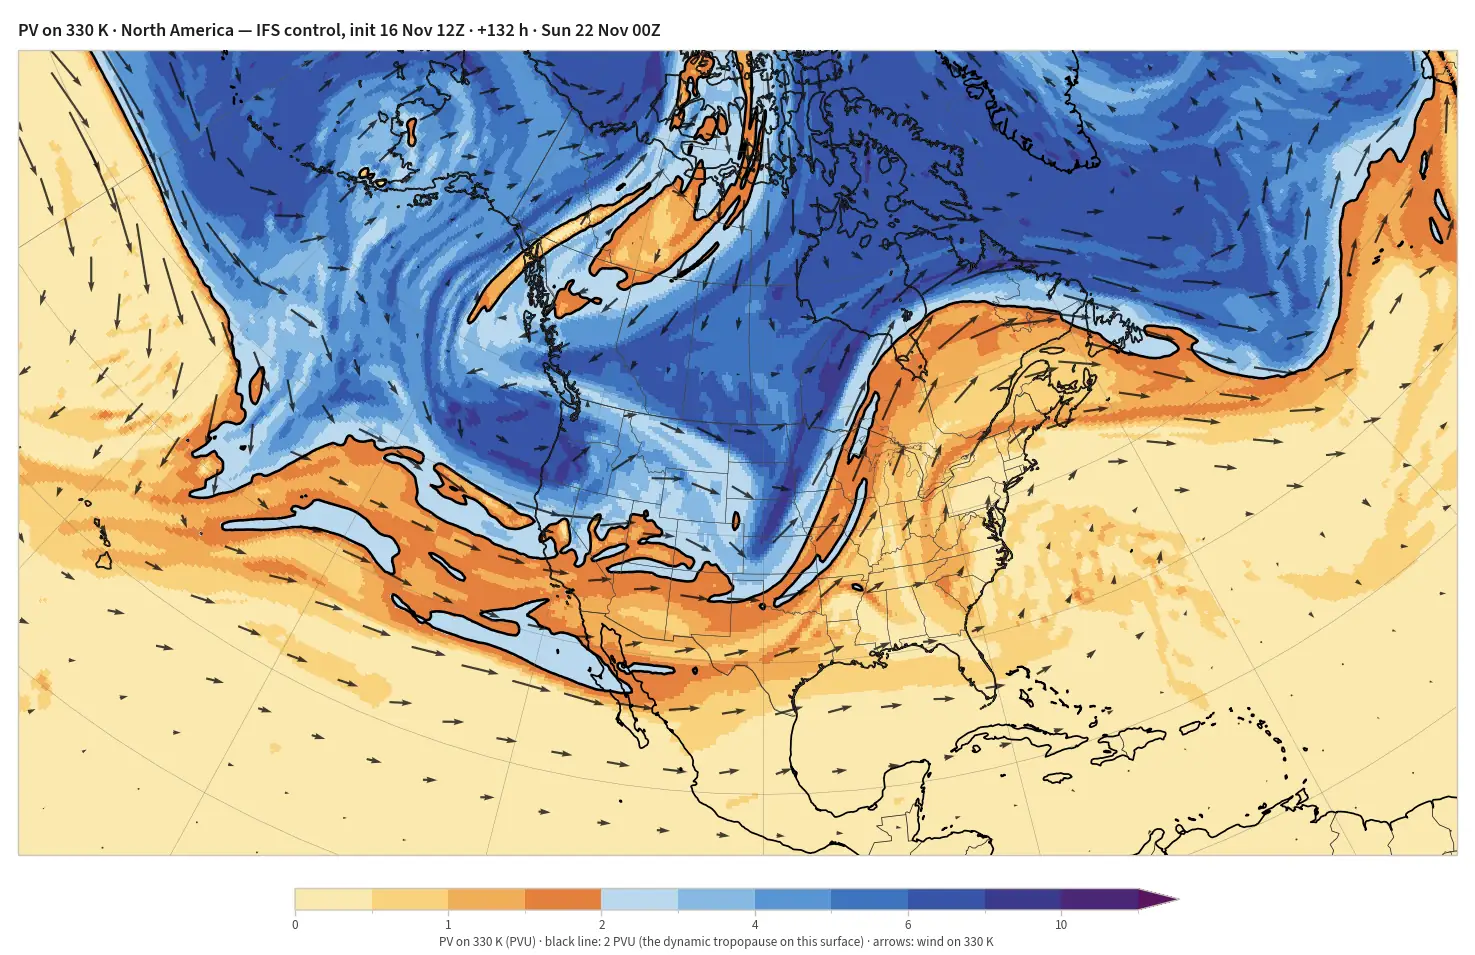 PV on 330 K · North America — IFS control, init 16 Nov 12Z · +132 h · Sun 22 Nov 00Z
0 1 2 4 6 10
PV on 330 K (PVU) · black line: 2 PVU (the dynamic tropopause on this surface) · arrows: wind on 330 K